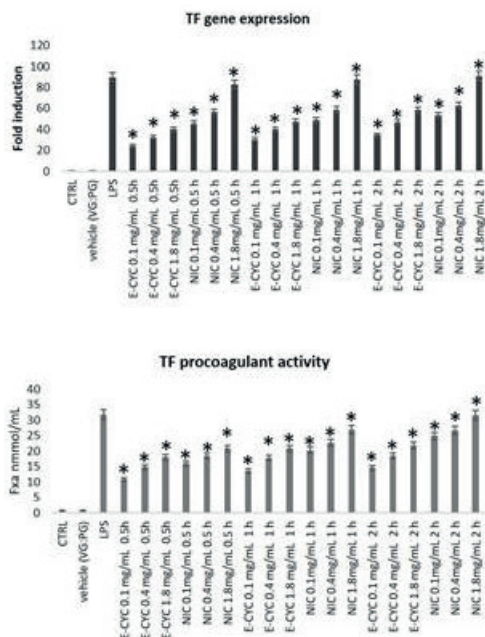 TF gene expression
Fold induction
120
100
80
60
40
20
0
* * * * * * * * * * * * * * * * * *
CTRL
vehicle (VG:PG)
LPS
E-CYC 0.1 mg/mL 0.5h
E-CYC 0.4 mg/mL 0.5h
E-CYC 1.8 mg/mL 0.5h
NIC 0.1mg/mL 0.5 h
NIC 0.4mg/mL 0.5 h
NIC 1.8mg/mL 0.5 h
E-CYC 0.1 mg/mL 1 h
E-CYC 0.4 mg/mL 1 h
E-CYC 1.8 mg/mL 1 h
NIC 0.1mg/mL 1 h
NIC 0.4mg/mL 1 h
NIC 1.8mg/mL 1 h
E-CYC 0.1 mg/mL 2 h
E-CYC 0.4 mg/mL 2 h
E-CYC 1.8 mg/mL 2 h
NIC 0.1mg/mL 2 h
NIC 0.4mg/mL 2 h
NIC 1.8mg/mL 2 h
TF procoagulant activity
Fxa nmmol/mL
40
35
30
25
20
15
10
5
0
* * * * * * * * * * * * * * * * * *
CTRL
vehicle (VG:PG)
LPS
E-CYC 0.1 mg/mL 0.5h
E-CYC 0.4 mg/mL 0.5h
E-CYC 1.8 mg/mL 0.5h
NIC 0.1mg/mL 0.5 h
NIC 0.4mg/mL 0.5 h
NIC 1.8mg/mL 0.5 h
E-CYC 0.1 mg/mL 1 h
E-CYC 0.4 mg/mL 1 h
E-CYC 1.8 mg/mL 1 h
NIC 0.1mg/mL 1 h
NIC 0.4mg/mL 1 h
NIC 1.8mg/mL 1 h
E-CYC 0.1 mg/mL 2 h
E-CYC 0.4 mg/mL 2 h
E-CYC 1.8 mg/mL 2 h
NIC 0.1mg/mL 2 h
NIC 0.4mg/mL 2 h
NIC 1.8mg/mL 2 h